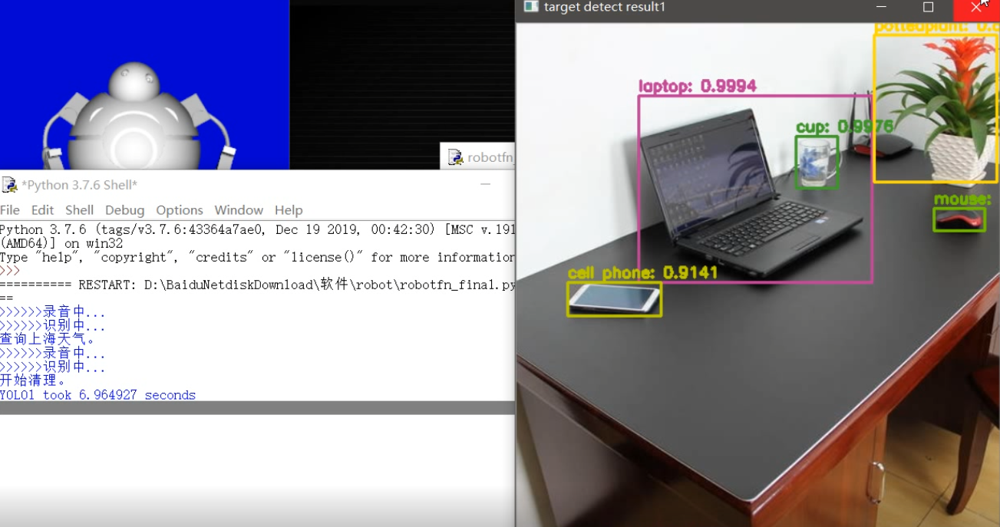 target detect result1
pottedplant: 0.
laptop: 0.9994
cup: 0.9976
mouse:
cell phone: 0.9141
robotfn_
*Python 3.7.6 Shell*
File Edit Shell Debug Options Window Help
Python 3.7.6 (tags/v3.7.6:43364a7ae0, Dec 19 2019, 00:42:30) [MSC v.191
(AMD64)] on win32
Type "help", "copyright", "credits" or "license()" for more information
>>>
========== RESTART: D:\BaiduNetdiskDownload\软件\robot\robotfn_final.py
==
>>>>>>录音中...
>>>>>>识别中...
查询上海天气。
>>>>>>录音中...
>>>>>>识别中...
开始清理。
YOLO1 took 6.964927 seconds